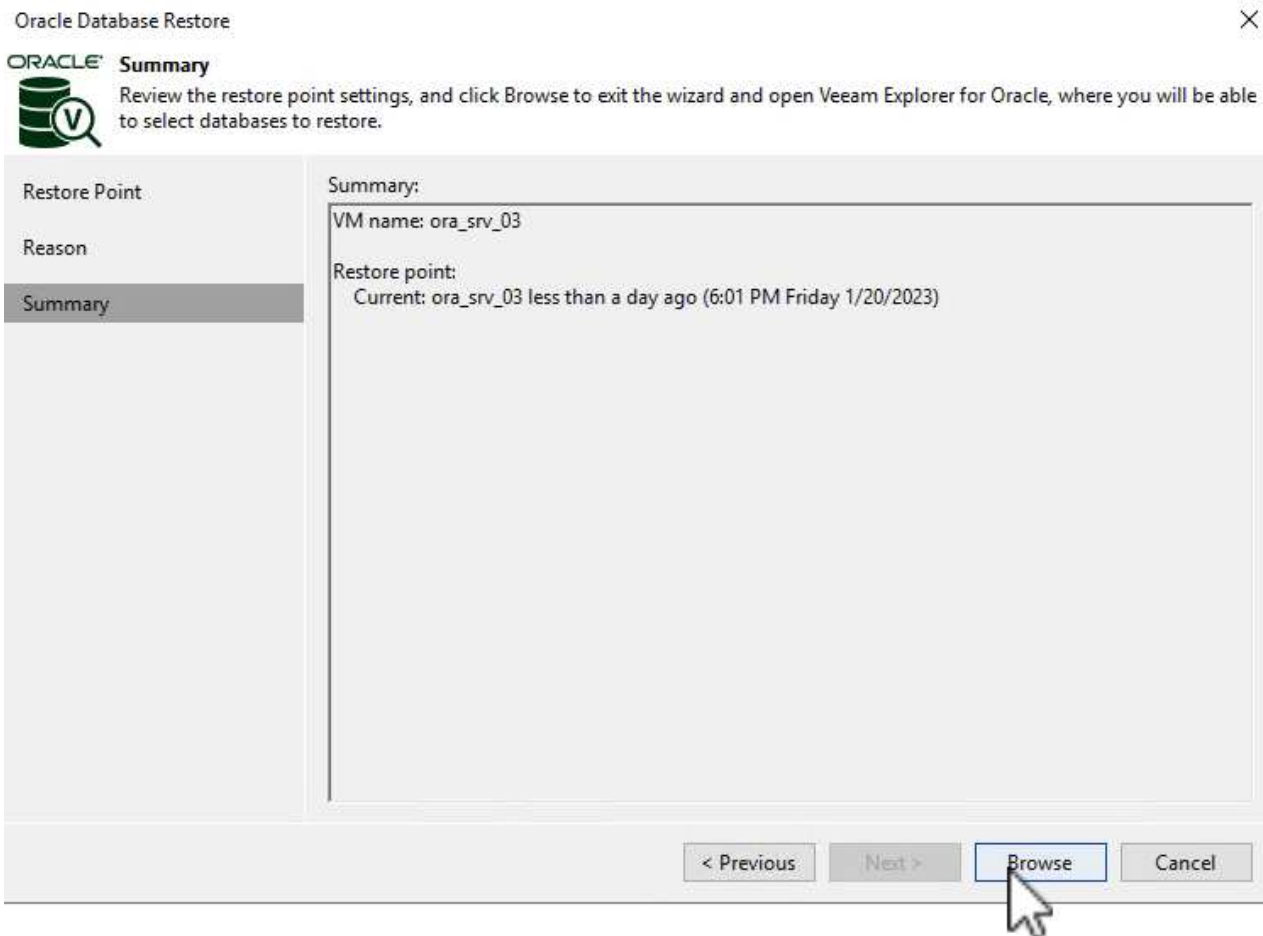 Oracle Database Restore
ORACLE'
Summary
Review the restore point settings, and click Browse to exit the wizard and open Veeam Explorer for Oracle, where you will be able
to select databases to restore.
V
Restore Point
Reason
Summary
Summary:
VM name: ora_srv_03
Restore point:
Current: ora_srv_03 less than a day ago (6:01 PM Friday 1/20/2023)
< Previous
Next >
Browse
Cancel